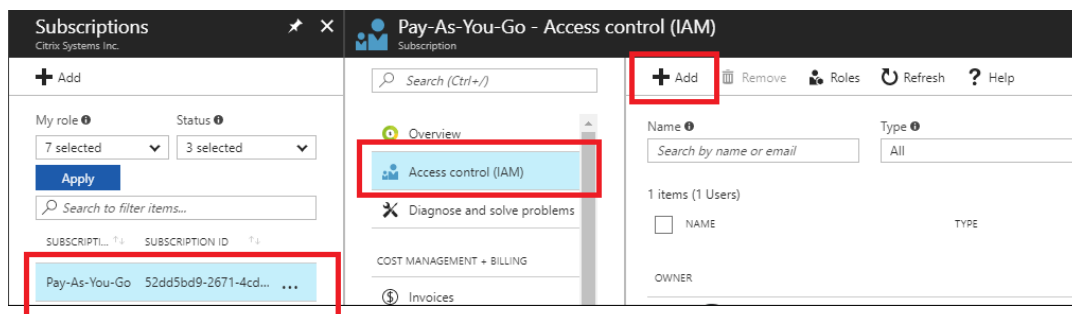 Subscriptions
Citrix Systems Inc.
Add
My role
Status
7 selected
3 selected
Apply
Search to filter items...
SUBSCRIPTI...
SUBSCRIPTION ID
Pay-As-You-Go
52dd5bd9-2671-4cd...
...
Pay-As-You-Go - Access control (IAM)
Subscription
Search (Ctrl+/)
Overview
Access control (IAM)
Diagnose and solve problems
COST MANAGEMENT + BILLING
Invoices
Add
Remove
Roles
Refresh
? Help
Name
Type
Search by name or email
All
1 items (1 Users)
NAME
TYPE
OWNER